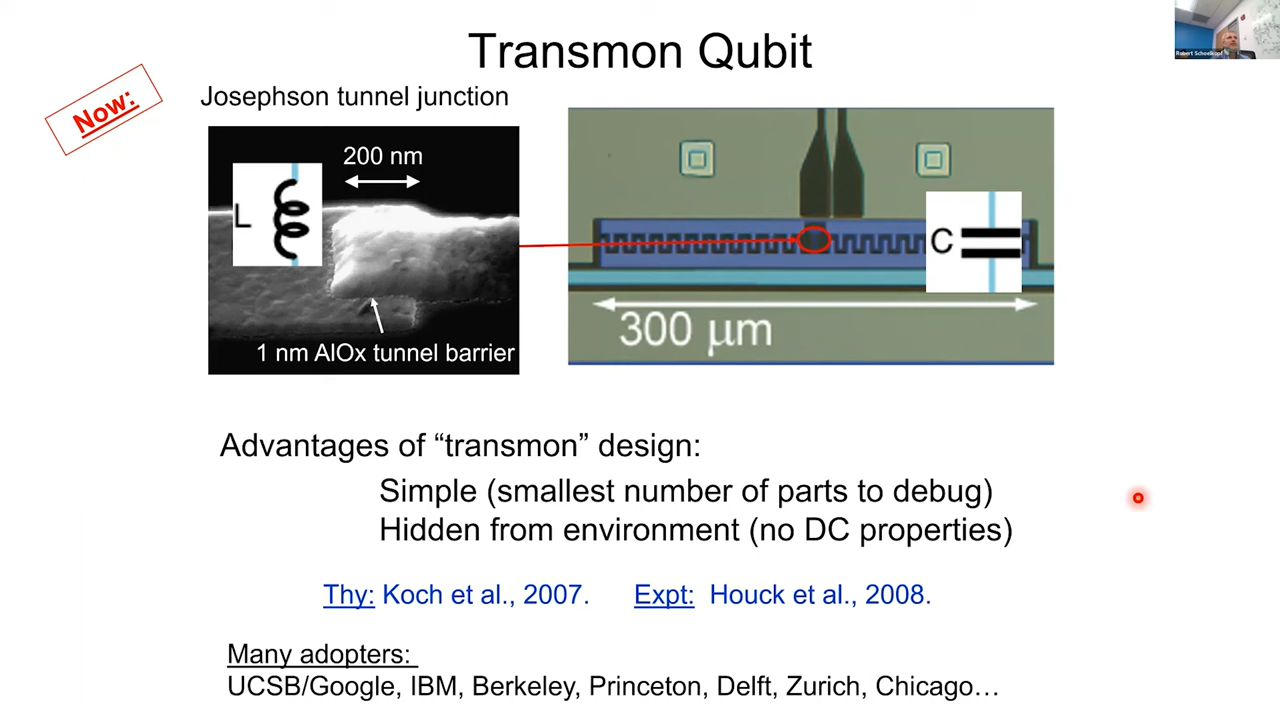 Transmon Qubit
Robert Schoelkopf
Now:
Josephson tunnel junction
200 nm
L
1 nm AlOx tunnel barrier
C
300 μm
Advantages of “transmon” design:
Simple (smallest number of parts to debug)
Hidden from environment (no DC properties)
Thy: Koch et al., 2007. Expt: Houck et al., 2008.
Many adopters:
UCSB/Google, IBM, Berkeley, Princeton, Delft, Zurich, Chicago…